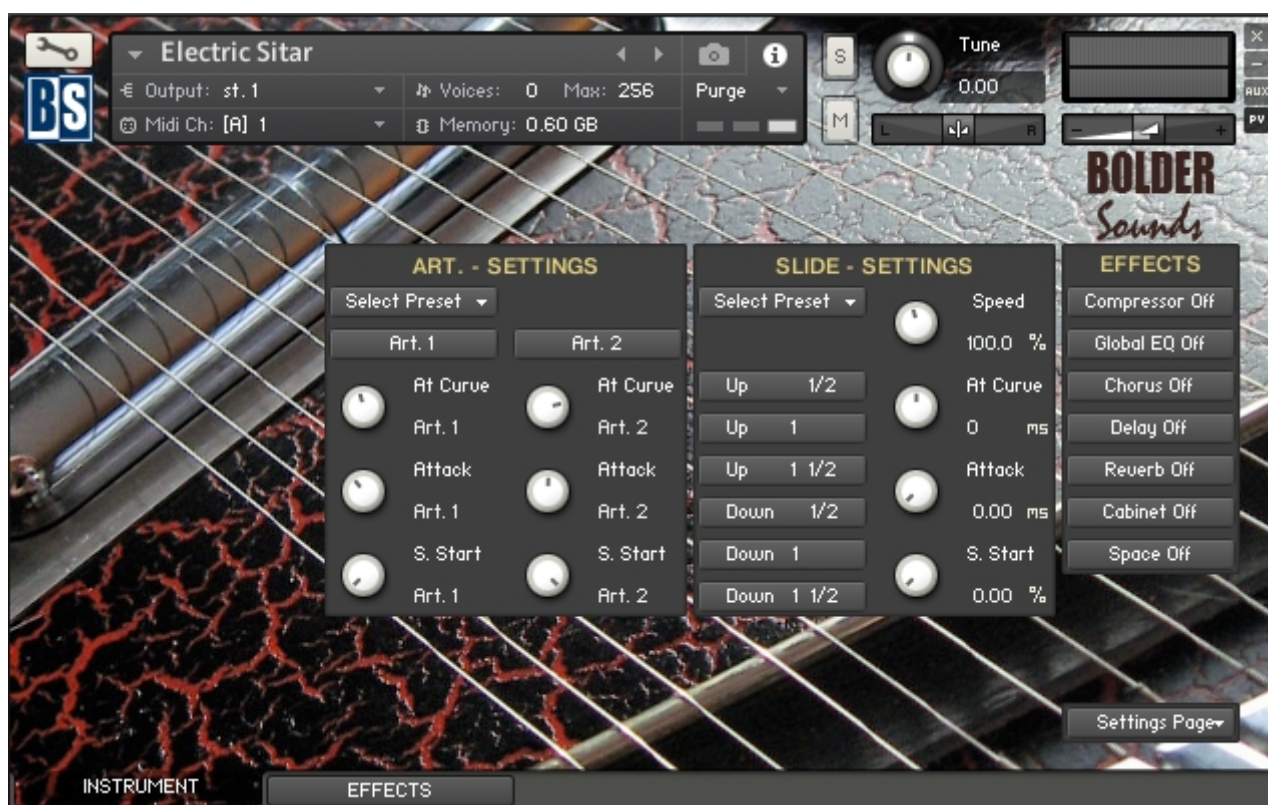 Electric Sitar
Output: st. 1
Voices: 0 Max: 256
Purge
Midi Ch: [A] 1
Memory: 0.60 GB
S
M
Tune
0.00
L R
- +
×
-
AUX
PV
BS
BOLDER
Sounds
ART. - SETTINGS
Select Preset
Art. 1 Art. 2
At Curve At Curve
Art. 1 Art. 2
Attack Attack
Art. 1 Art. 2
S. Start S. Start
Art. 1 Art. 2
SLIDE - SETTINGS
Select Preset
Speed
100.0 %
Up 1/2
At Curve
Up 1
0 ms
Up 1 1/2
Attack
Down 1/2
0.00 ms
Down 1
S. Start
Down 1 1/2
0.00 %
EFFECTS
Compressor Off
Global EQ Off
Chorus Off
Delay Off
Reverb Off
Cabinet Off
Space Off
Settings Page
INSTRUMENT
EFFECTS